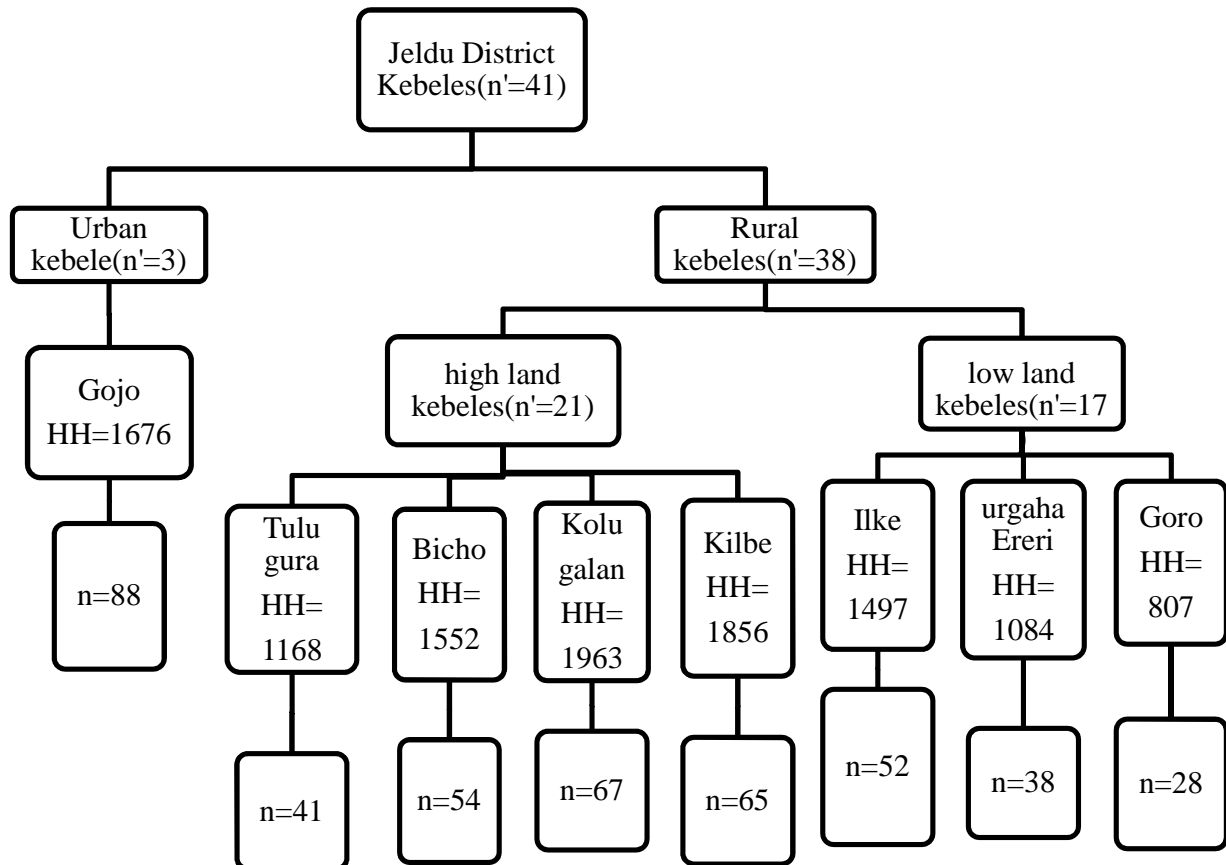 Jeldu District
Kebeles(n'=41)
Urban
kebele(n'=3)
Rural
kebeles(n'=38)
Gojo
HH=1676
high land
kebeles(n'=21)
low land
kebeles(n'=17
n=88
Tulu
gura
HH=
1168
Bicho
HH=
1552
Kolu
galan
HH=
1963
Kilbe
HH=
1856
Ilke
HH=
1497
urgaha
Ereri
HH=
1084
Goro
HH=
807
n=41
n=54
n=67
n=65
n=52
n=38
n=28